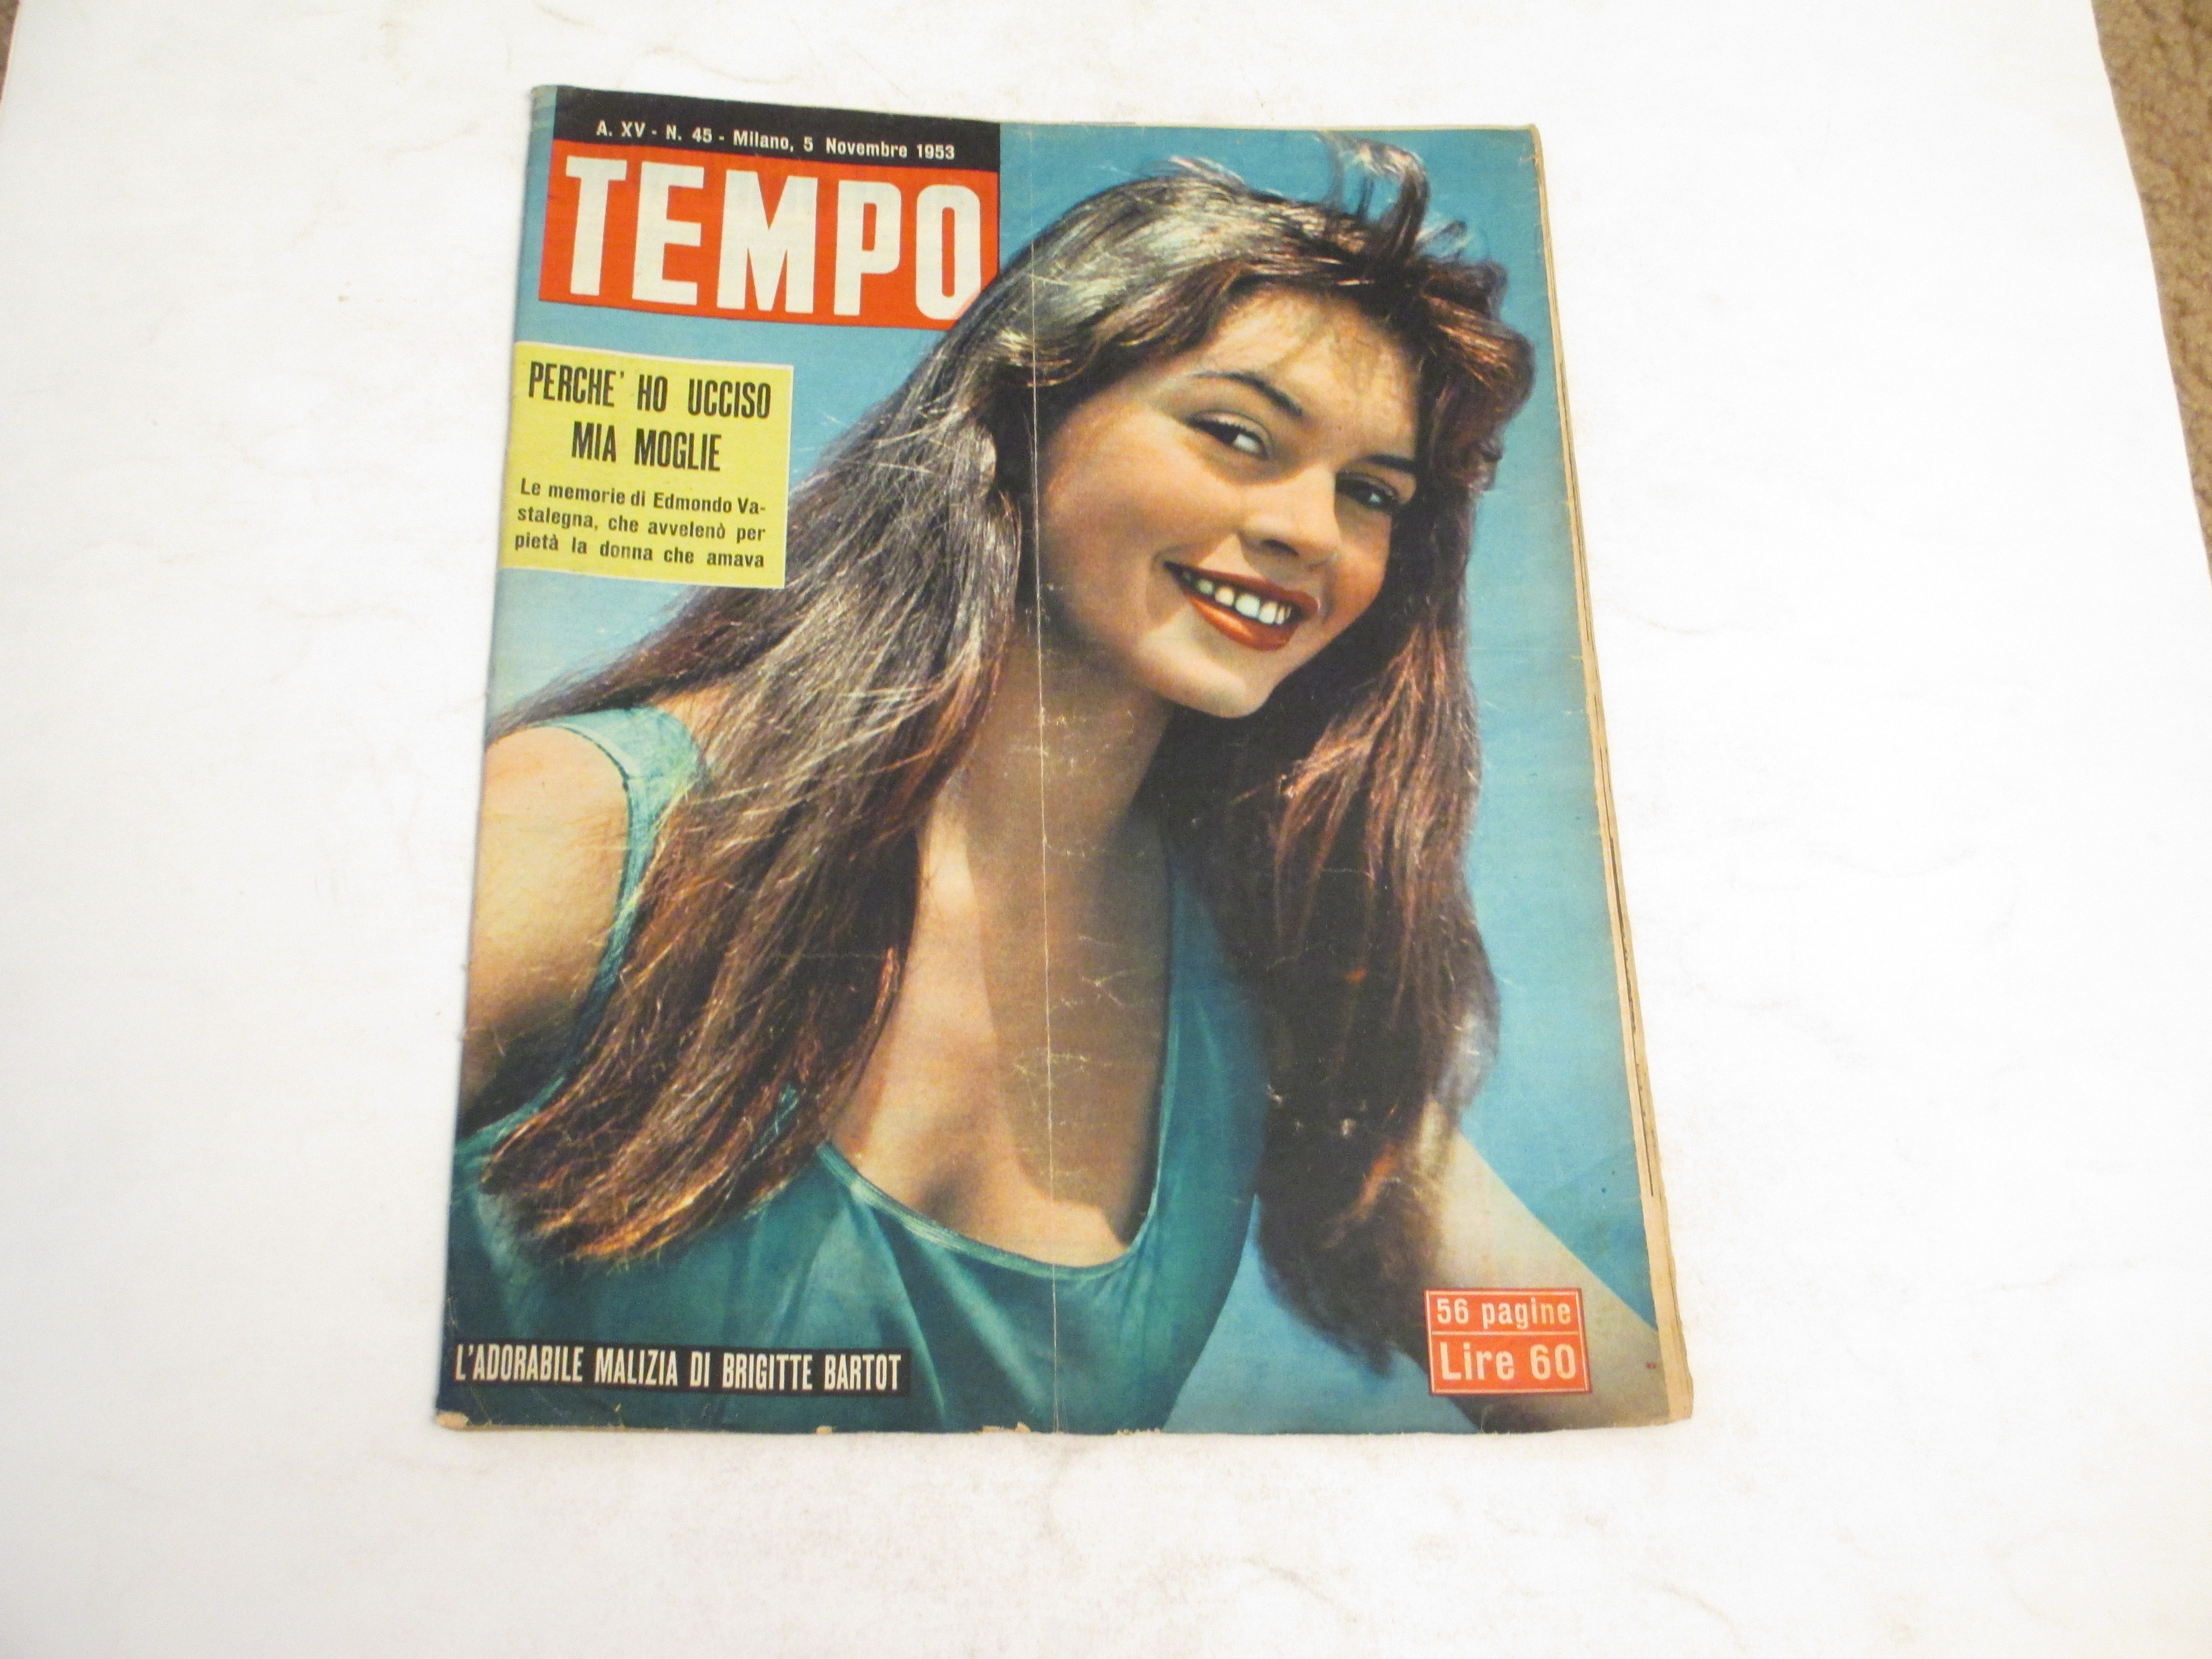 A. XV - N. 45 - Milano, 5 Novembre 1953
TEMPO
PERCHE' HO UCCISO
MIA MOGLIE
Le memorie di Edmondo Va-
stalegna, che avvelenò per
pietà la donna che amava
L'ADORABILE MALIZIA DI BRIGITTE BARTOT
56 pagine
Lire 60